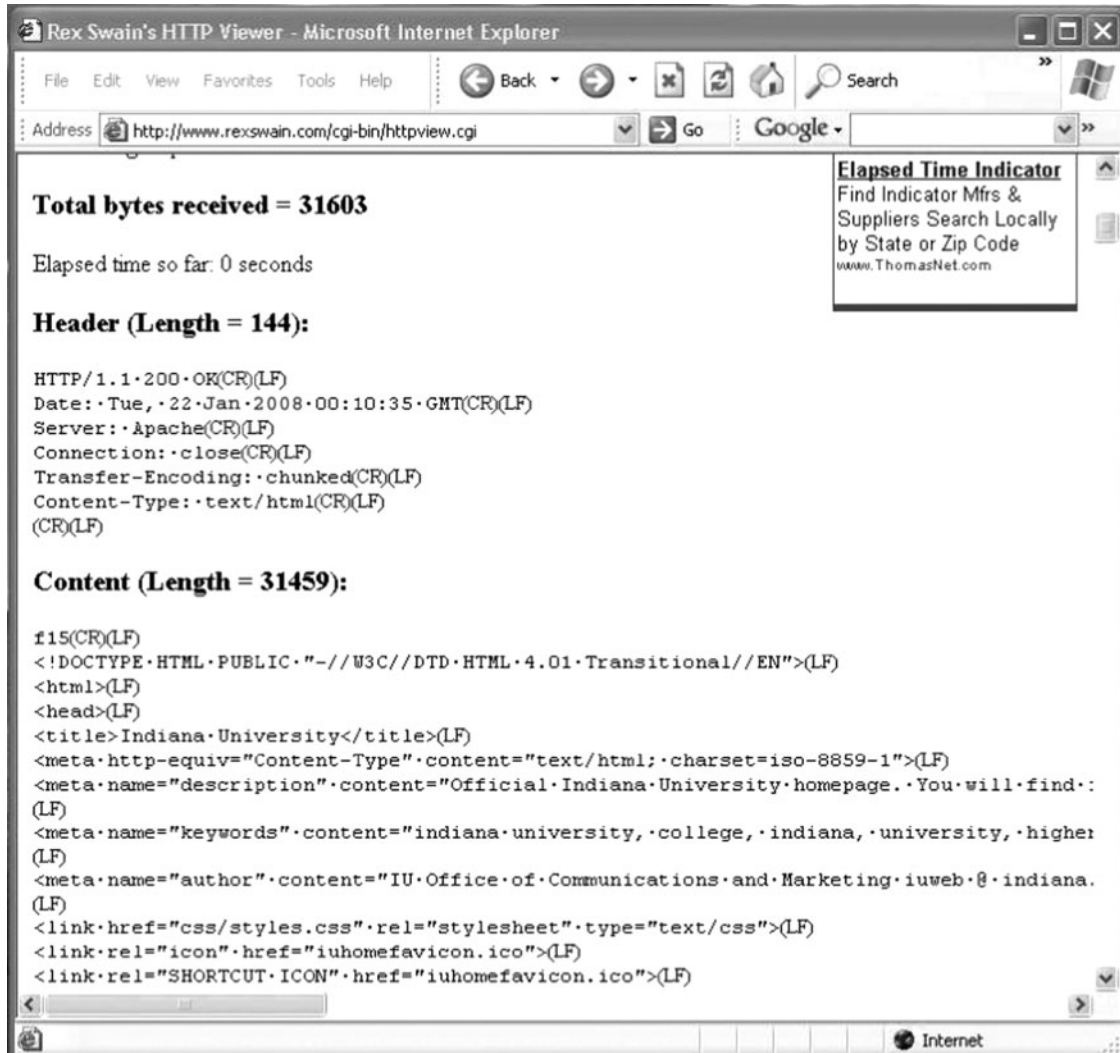 Rex Swain's HTTP Viewer - Microsoft Internet Explorer
File Edit View Favorites Tools Help Back Search »
Address http://www.rexswain.com/cgi-bin/httpview.cgi Go Google »
Elapsed Time Indicator
Find Indicator Mfrs &
Suppliers Search Locally
by State or Zip Code
www.ThomasNet.com
Total bytes received = 31603
Elapsed time so far: 0 seconds
Header (Length = 144):
HTTP/1.1·200·OK(CR)(LF)
Date:·Tue,·22·Jan·2008·00:10:35·GMT(CR)(LF)
Server:·Apache(CR)(LF)
Connection:·close(CR)(LF)
Transfer-Encoding:·chunked(CR)(LF)
Content-Type:·text/html(CR)(LF)
(CR)(LF)
Content (Length = 31459):
f15(CR)(LF)
<!DOCTYPE·HTML·PUBLIC·"-//W3C//DTD·HTML·4.01·Transitional//EN">(LF)
<html>(LF)
<head>(LF)
<title>Indiana·University</title>(LF)
<meta·http-equiv="Content-Type"·content="text/html;·charset=iso-8859-1">(LF)
<meta·name="description"·content="Official·Indiana·University·homepage.·You·will·find·
(LF)
<meta·name="keywords"·content="indiana·university,·college,·indiana,·university,·higher
(LF)
<meta·name="author"·content="IU·Office·of·Communications·and·Marketing·iuweb·@·indiana.
(LF)
<link·href="css/styles.css"·rel="stylesheet"·type="text/css">(LF)
<link·rel="icon"·href="iuhomefavicon.ico">(LF)
<link·rel="SHORTCUT·ICON"·href="iuhomefavicon.ico">(LF)
Internet